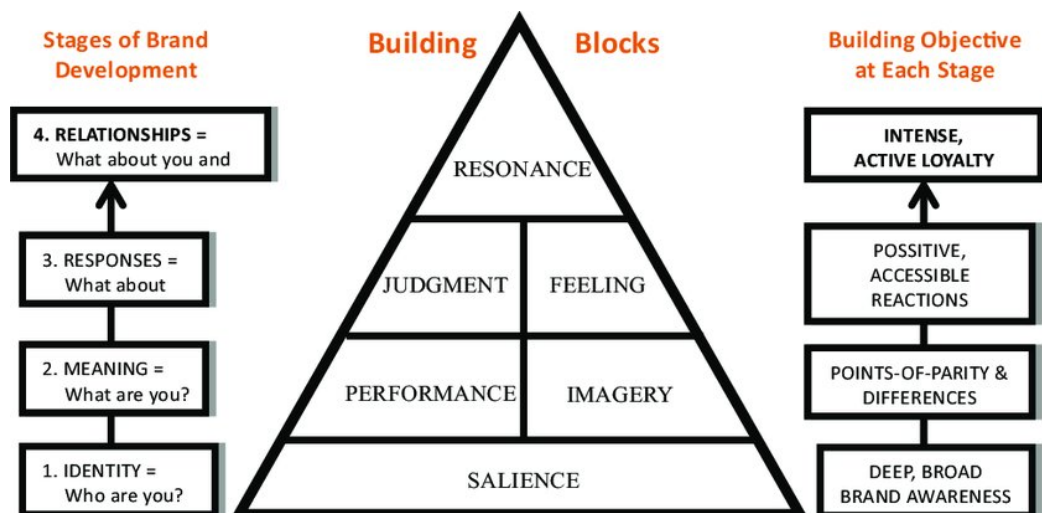 Stages of Brand
Development
4. RELATIONSHIPS =
What about you and
3. RESPONSES =
What about
2. MEANING =
What are you?
1. IDENTITY =
Who are you?
Building Blocks
RESONANCE
JUDGMENT
FEELING
PERFORMANCE
IMAGERY
SALIENCE
Building Objective
at Each Stage
INTENSE,
ACTIVE LOYALTY
POSSITIVE,
ACCESSIBLE
REACTIONS
POINTS-OF-PARITY &
DIFFERENCES
DEEP, BROAD
BRAND AWARENESS